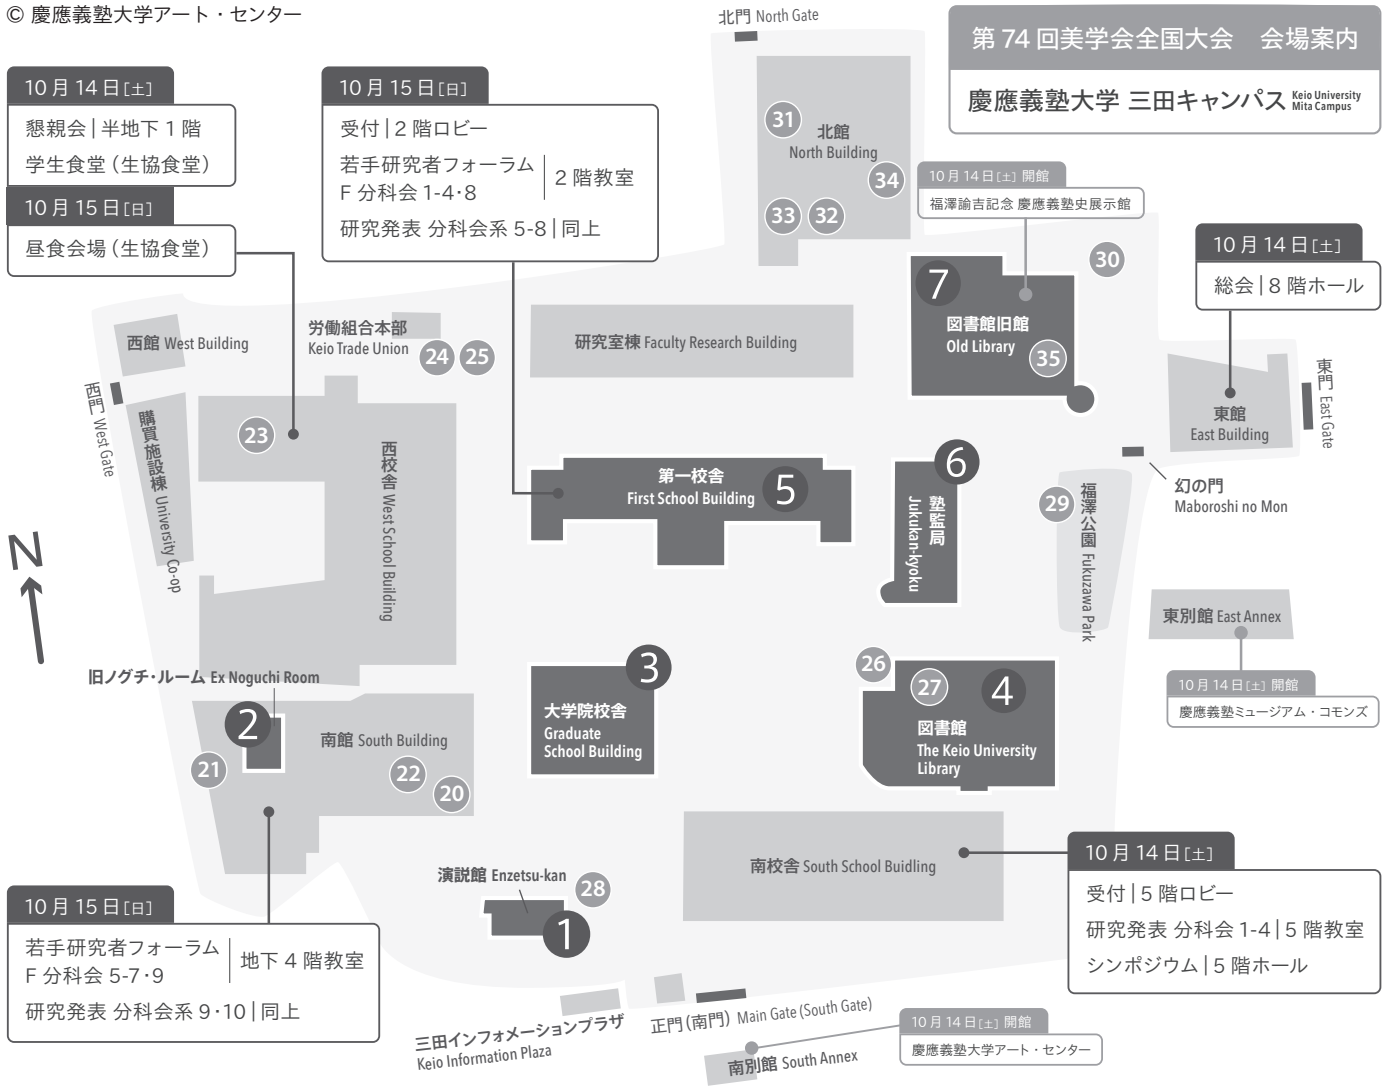 © 慶應義塾大学アート・センター
北門 North Gate
第 74 回美学会全国大会　会場案内
慶應義塾大学 三田キャンパス Keio University Mita Campus
10 月 14 日［土］
懇親会｜半地下 1 階
学生食堂（生協食堂）
10 月 15 日［日］
昼食会場（生協食堂）
10 月 15 日［日］
受付｜2 階ロビー
若手研究者フォーラム
F 分科会 1-4・8
2 階教室
研究発表 分科会系 5-8｜同上
31
北館
North Building
34
33
32
10 月 14 日［土］開館
福澤諭吉記念 慶應義塾史展示館
30
10 月 14 日［土］
総会｜8 階ホール
7
図書館旧館
Old Library
35
西館 West Building
労働組合本部
Keio Trade Union
24
25
研究室棟 Faculty Research Building
西門 West Gate
購買施設棟 University Co-op
23
西校舎 West School Building
東館
East Building
東門 East Gate
第一校舎
First School Building
5
6
塾監局
Jukukan-kyoku
29
福澤公園 Fukuzawa Park
幻の門
Maboroshi no Mon
N
東別館 East Annex
10 月 14 日［土］開館
慶應義塾ミュージアム・コモンズ
旧ノグチ・ルーム Ex Noguchi Room
2
南館 South Building
21
22
20
3
大学院校舎
Graduate
School Building
26
27
4
図書館
The Keio University
Library
南校舎 South School Buidling
10 月 14 日［土］
受付｜5 階ロビー
研究発表 分科会 1-4｜5 階教室
シンポジウム｜5 階ホール
演説館 Enzetsu-kan
28
1
10 月 15 日［日］
若手研究者フォーラム
F 分科会 5-7・9
地下 4 階教室
研究発表 分科会系 9・10｜同上
三田インフォメーションプラザ
Keio Information Plaza
正門（南門） Main Gate (South Gate)
10 月 14 日［土］開館
慶應義塾大学アート・センター
南別館 South Annex